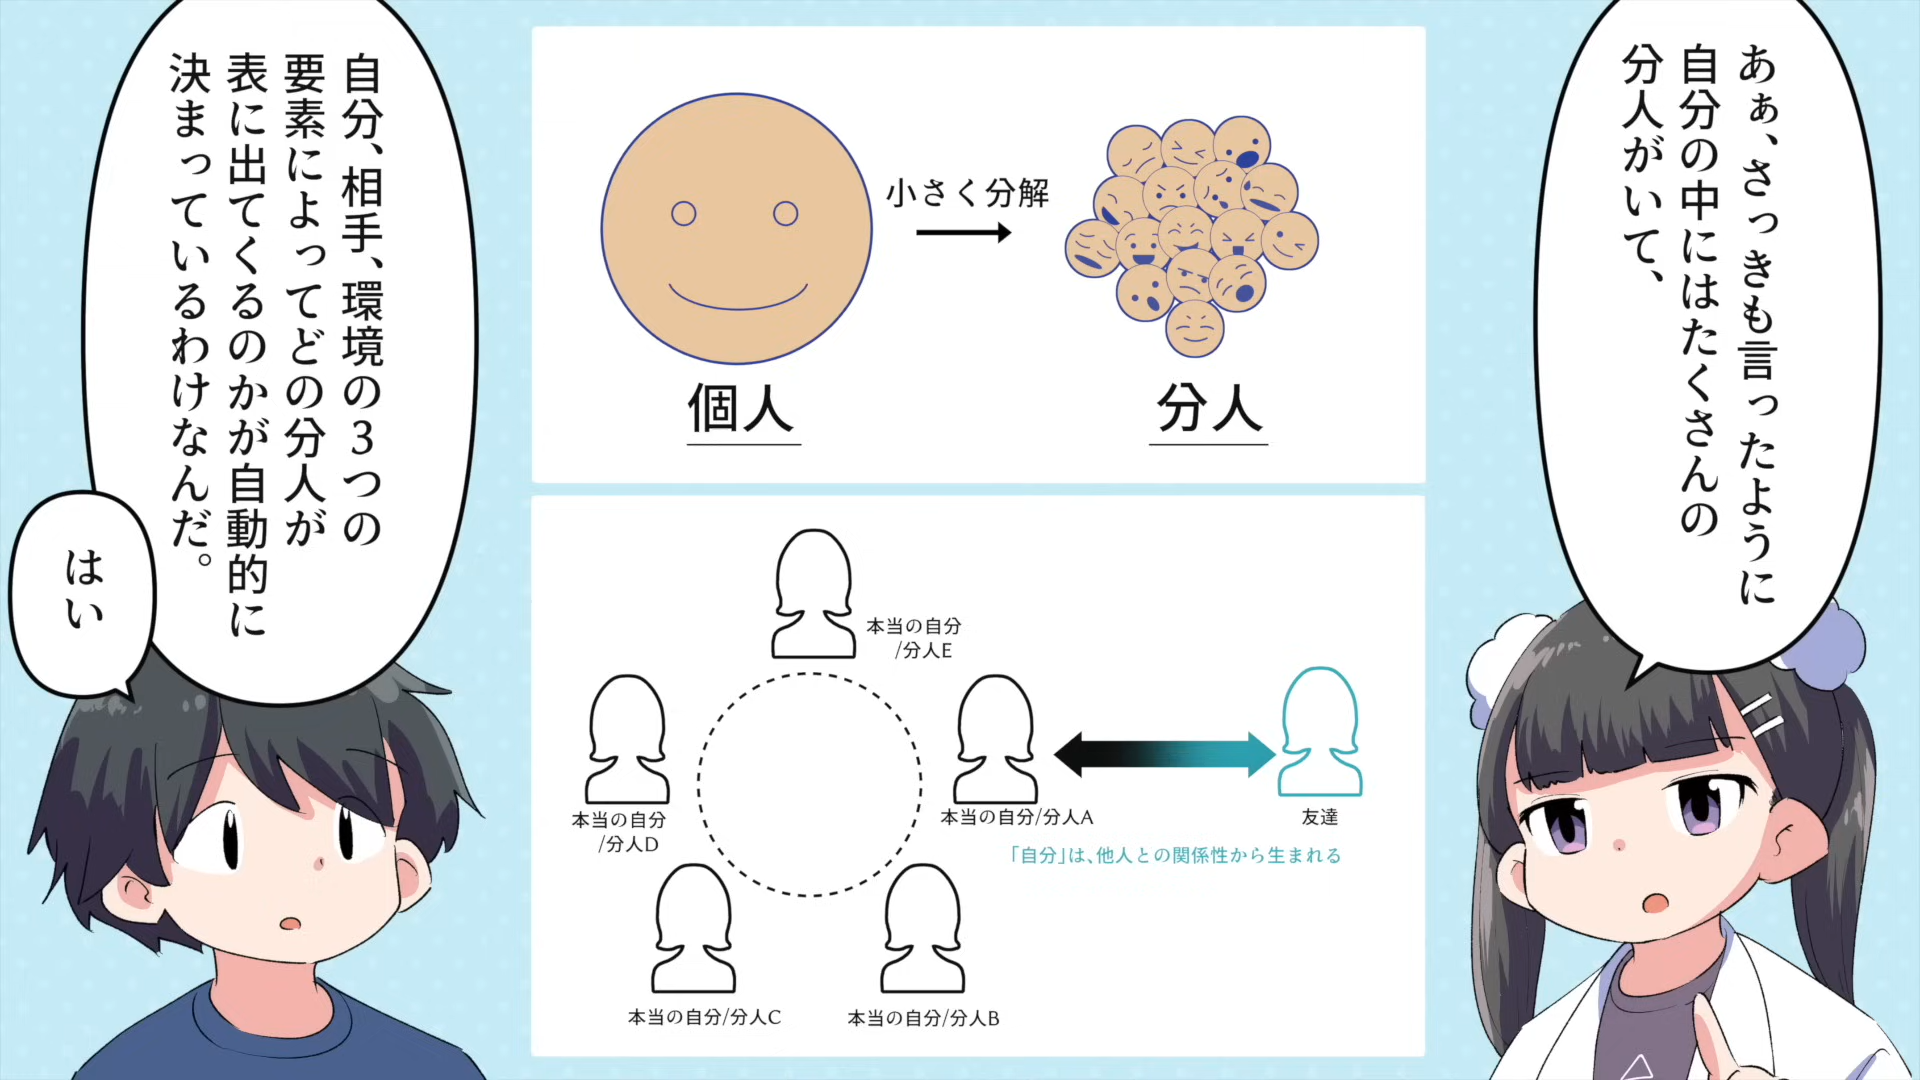 あぁ、さっきも言ったように
自分の中にはたくさんの
分人がいて、
自分、相手、環境の3つの
要素によってどの分人が
表に出てくるのかが自動的に
決まっているわけなんだ。
はい
小さく分解
個人
分人
本当の自分
/分人E
本当の自分
/分人D
本当の自分/分人A
友達
「自分」は、他人との関係性から生まれる
本当の自分/分人C
本当の自分/分人B